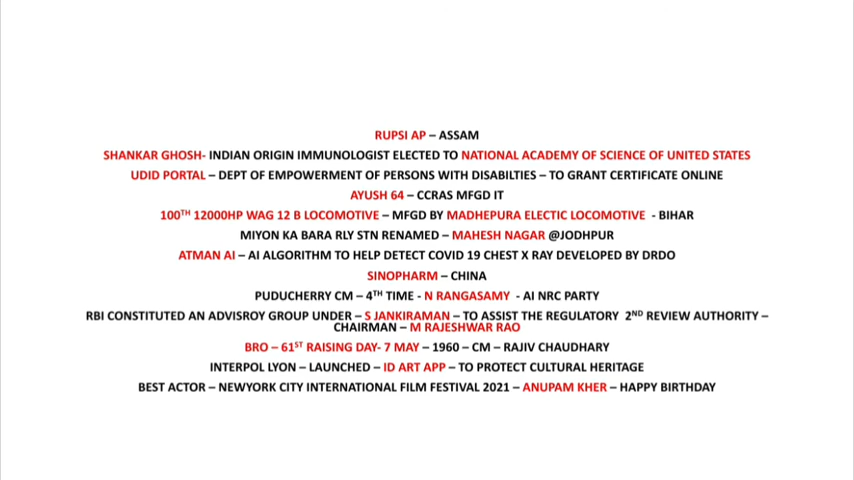 RUPSI AP – ASSAM
SHANKAR GHOSH- INDIAN ORIGIN IMMUNOLOGIST ELECTED TO NATIONAL ACADEMY OF SCIENCE OF UNITED STATES
UDID PORTAL – DEPT OF EMPOWERMENT OF PERSONS WITH DISABILTIES – TO GRANT CERTIFICATE ONLINE
AYUSH 64 – CCRAS MFGD IT
100TH 12000HP WAG 12 B LOCOMOTIVE – MFGD BY MADHEPURA ELECTIC LOCOMOTIVE - BIHAR
MIYON KA BARA RLY STN RENAMED – MAHESH NAGAR @JODHPUR
ATMAN AI – AI ALGORITHM TO HELP DETECT COVID 19 CHEST X RAY DEVELOPED BY DRDO
SINOPHARM – CHINA
PUDUCHERRY CM – 4TH TIME - N RANGASAMY - AI NRC PARTY
RBI CONSTITUTED AN ADVISROY GROUP UNDER – S JANKIRAMAN – TO ASSIST THE REGULATORY 2ND REVIEW AUTHORITY –
CHAIRMAN – M RAJESHWAR RAO
BRO – 61ST RAISING DAY- 7 MAY – 1960 – CM – RAJIV CHAUDHARY
INTERPOL LYON – LAUNCHED – ID ART APP – TO PROTECT CULTURAL HERITAGE
BEST ACTOR – NEWYORK CITY INTERNATIONAL FILM FESTIVAL 2021 – ANUPAM KHER – HAPPY BIRTHDAY